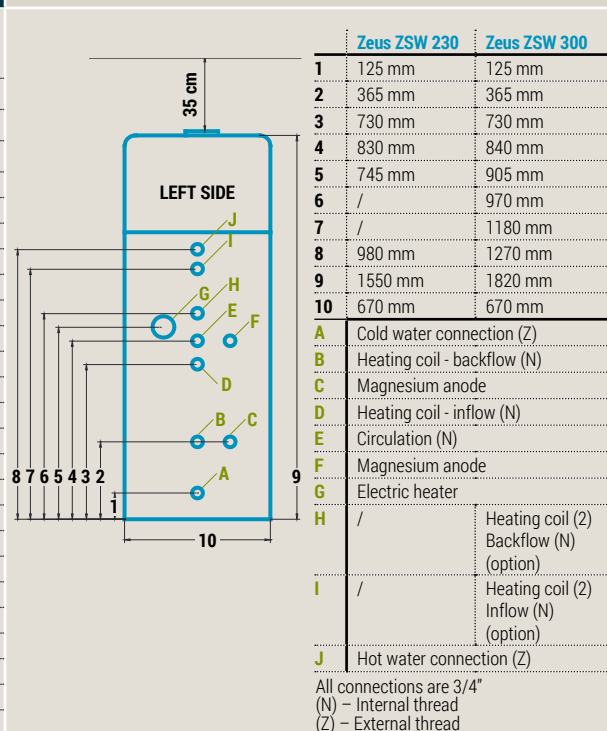 35 cm
LEFT SIDE
J
I
H
G
E
F
D
B
C
A
8 7 6 5 4 3 2
1
9
10
Zeus ZSW 230 Zeus ZSW 300
1 125 mm 125 mm
2 365 mm 365 mm
3 730 mm 730 mm
4 830 mm 840 mm
5 745 mm 905 mm
6 / 970 mm
7 / 1180 mm
8 980 mm 1270 mm
9 1550 mm 1820 mm
10 670 mm 670 mm
A Cold water connection (Z)
B Heating coil - backflow (N)
C Magnesium anode
D Heating coil - inflow (N)
E Circulation (N)
F Magnesium anode
G Electric heater
H / Heating coil (2)
Backflow (N)
(option)
I / Heating coil (2)
Inflow (N)
(option)
J Hot water connection (Z)
All connections are 3/4"
(N) – Internal thread
(Z) – External thread